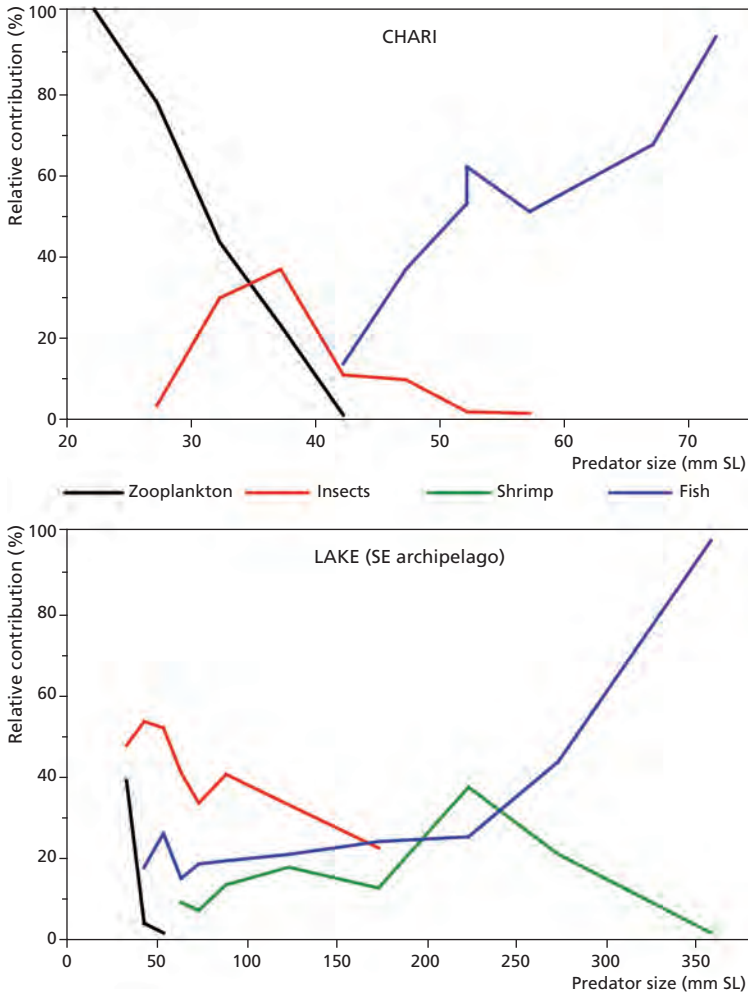 Relative contribution (%)
100
80
60
40
20
0
CHARI
20 30 40 50 60 70
Predator size (mm SL)
Zooplankton Insects Shrimp Fish
Relative contribution (%)
100
80
60
40
20
0
LAKE (SE archipelago)
0 50 100 150 200 250 300 350
Predator size (mm SL)